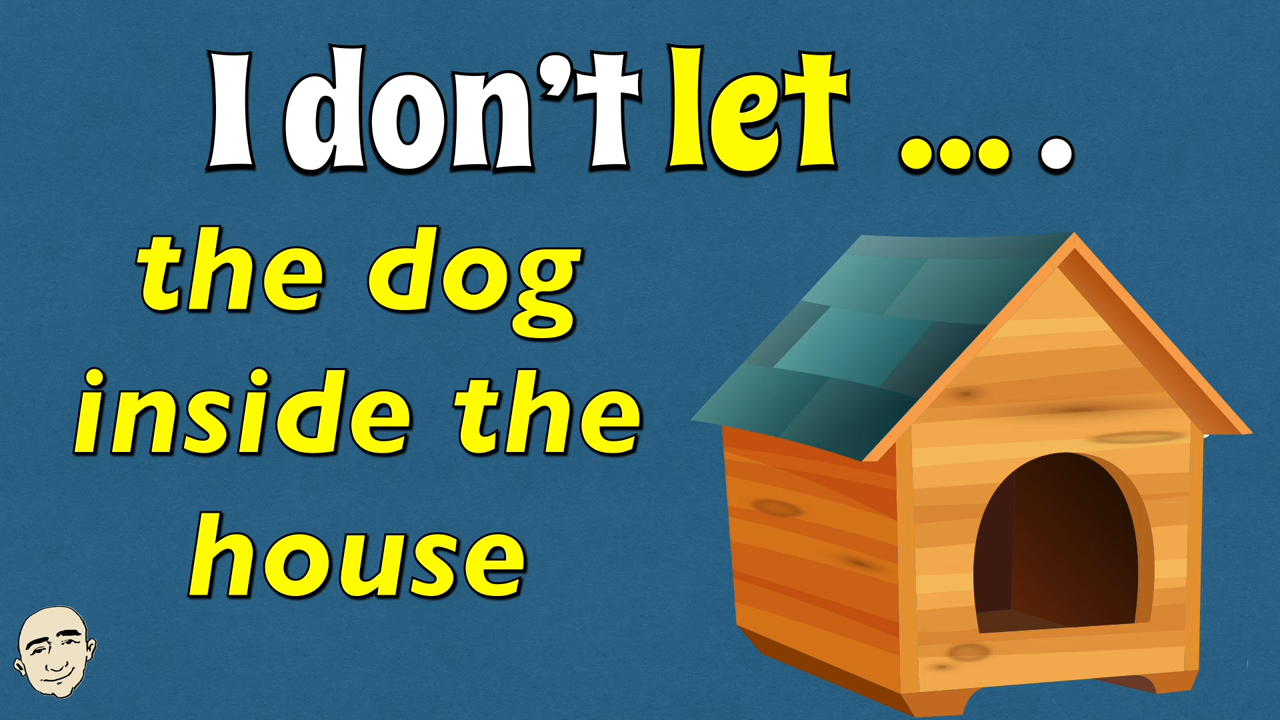 I don't let ... .
the dog
inside the
house